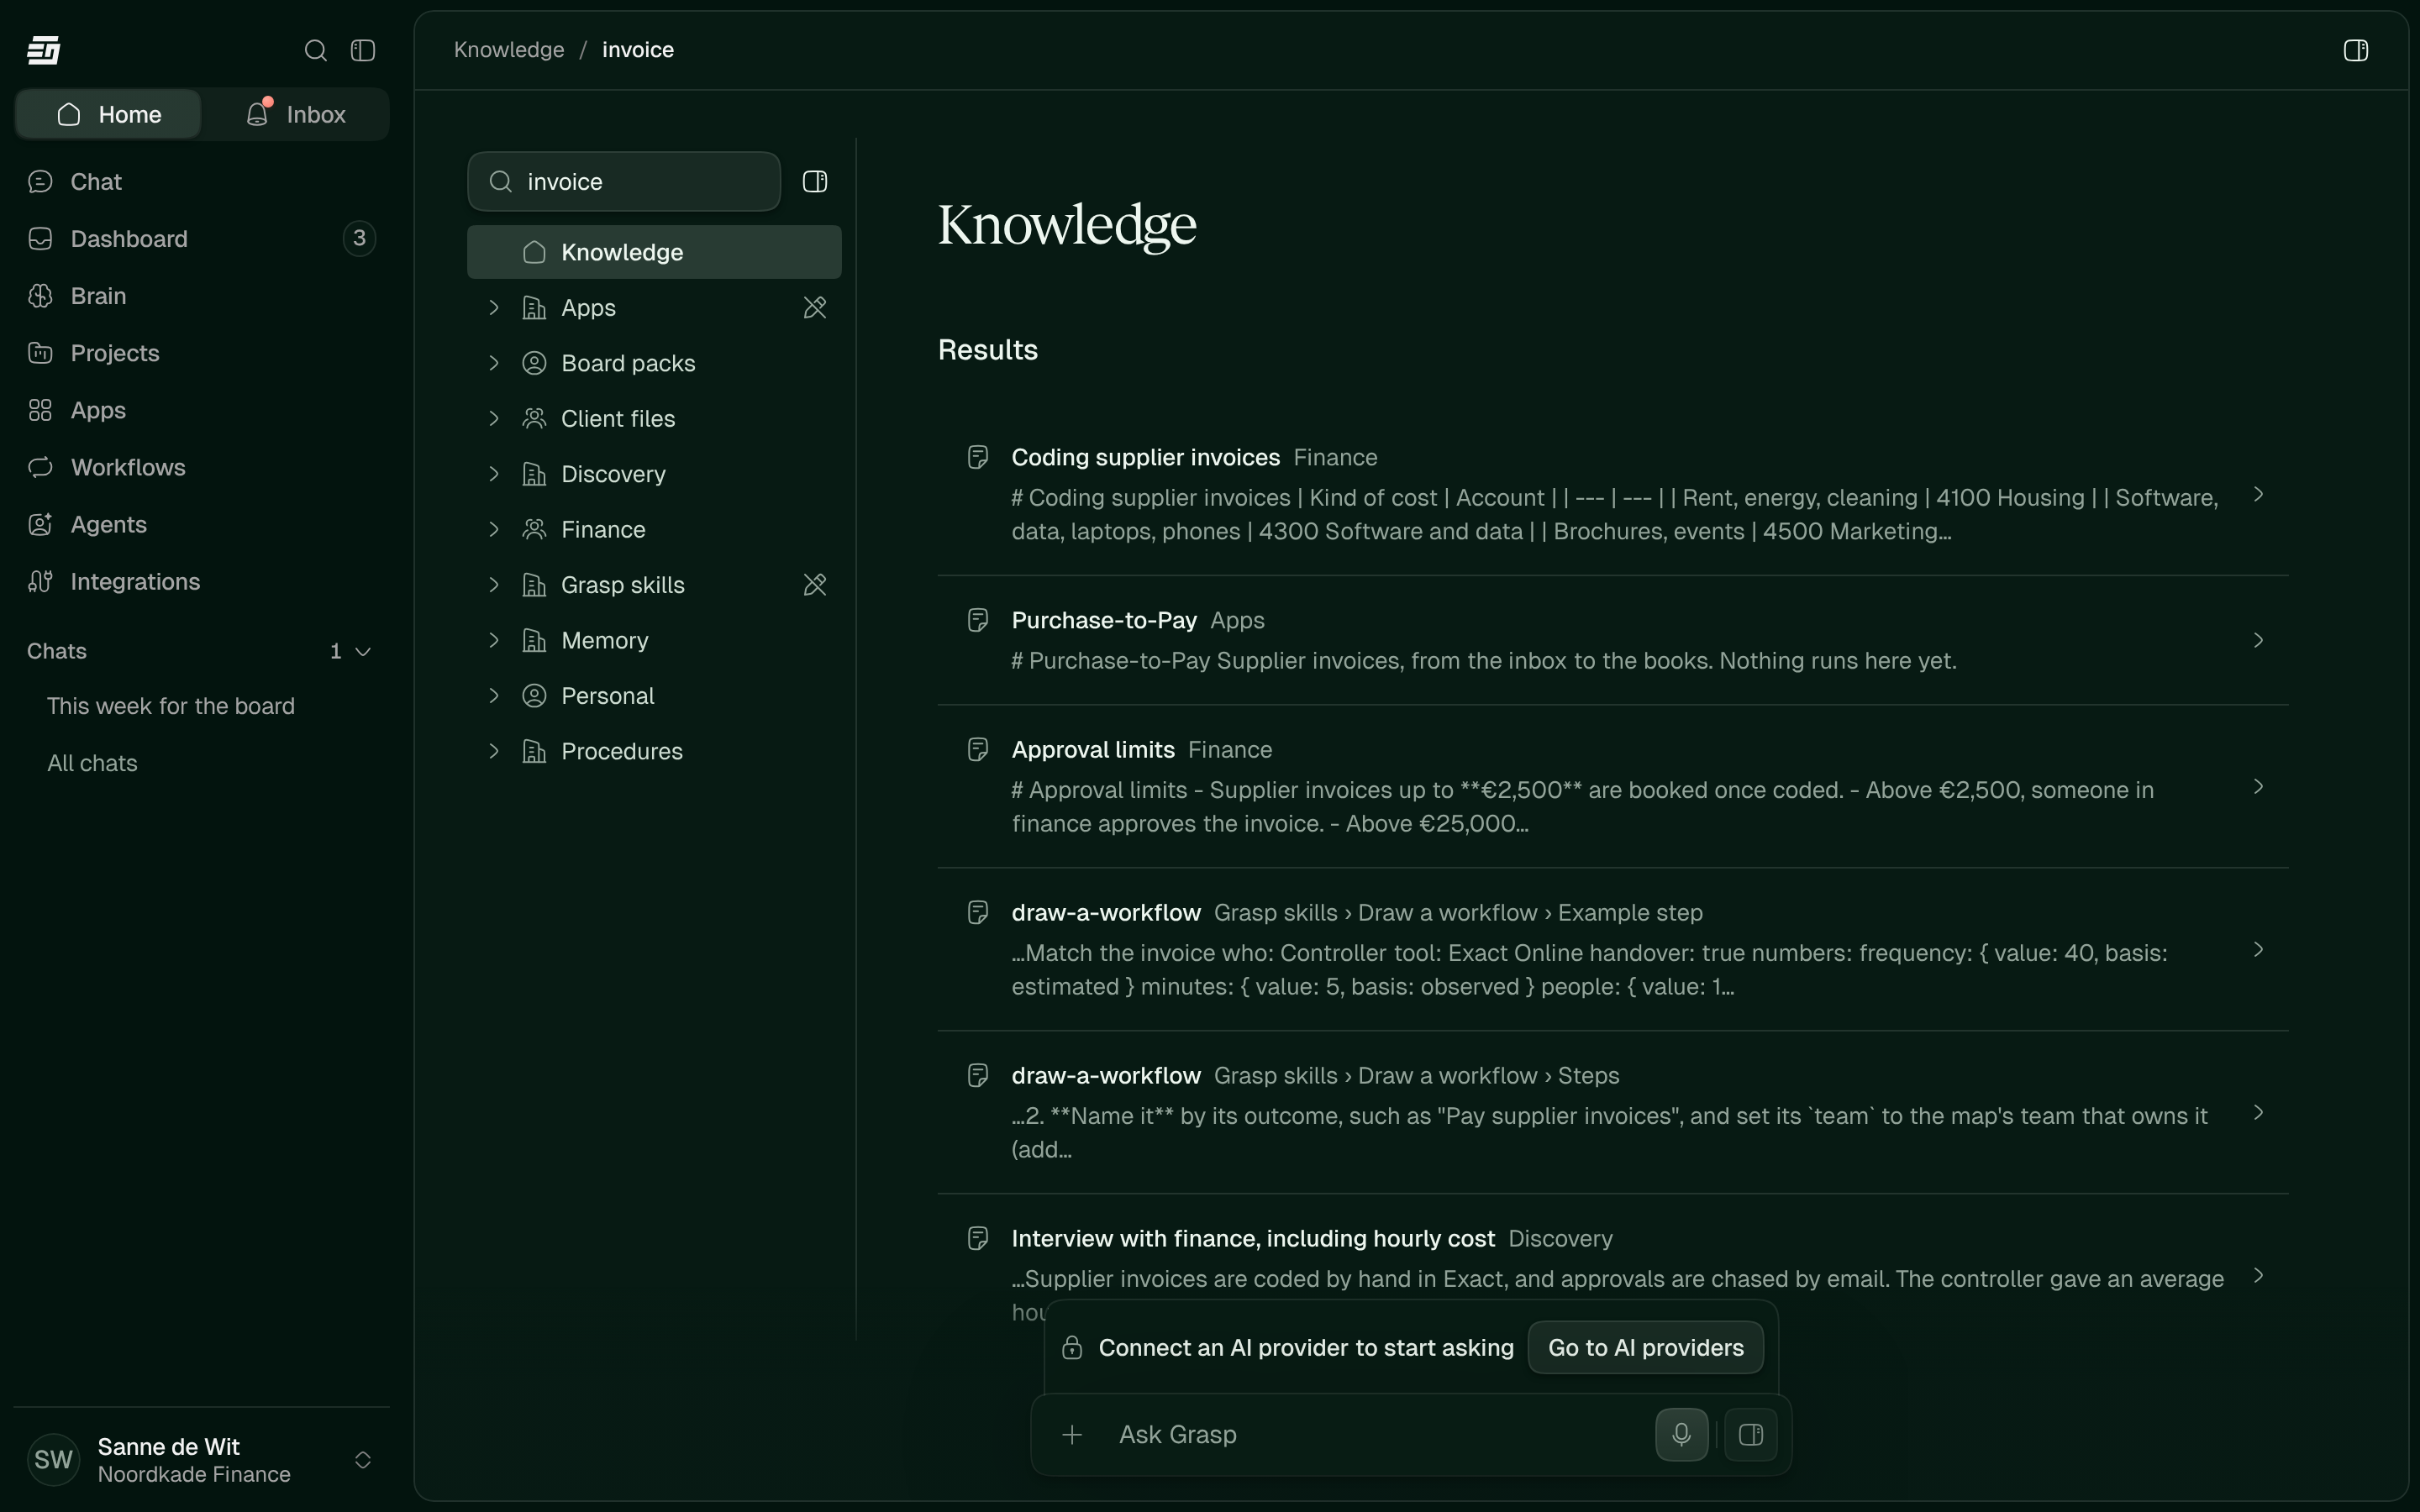 Home
Inbox
Chat
Dashboard
3
Brain
Projects
Apps
Workflows
Agents
Integrations
Chats
1
This week for the board
All chats
SW
Sanne de Wit
Noordkade Finance
Knowledge / invoice
invoice
Knowledge
Apps
Board packs
Client files
Discovery
Finance
Grasp skills
Memory
Personal
Procedures
Knowledge
Results
Coding supplier invoices Finance
# Coding supplier invoices | Kind of cost | Account | | --- | --- | | Rent, energy, cleaning | 4100 Housing | | Software,
data, laptops, phones | 4300 Software and data | | Brochures, events | 4500 Marketing...
Purchase-to-Pay Apps
# Purchase-to-Pay Supplier invoices, from the inbox to the books. Nothing runs here yet.
Approval limits Finance
# Approval limits - Supplier invoices up to **€2,500** are booked once coded. - Above €2,500, someone in
finance approves the invoice. - Above €25,000...
draw-a-workflow Grasp skills › Draw a workflow › Example step
...Match the invoice who: Controller tool: Exact Online handover: true numbers: frequency: { value: 40, basis:
estimated } minutes: { value: 5, basis: observed } people: { value: 1...
draw-a-workflow Grasp skills › Draw a workflow › Steps
...2. **Name it** by its outcome, such as "Pay supplier invoices", and set its `team` to the map's team that owns it
(add...
Interview with finance, including hourly cost Discovery
...Supplier invoices are coded by hand in Exact, and approvals are chased by email. The controller gave an average
Connect an AI provider to start asking
Go to AI providers
Ask Grasp